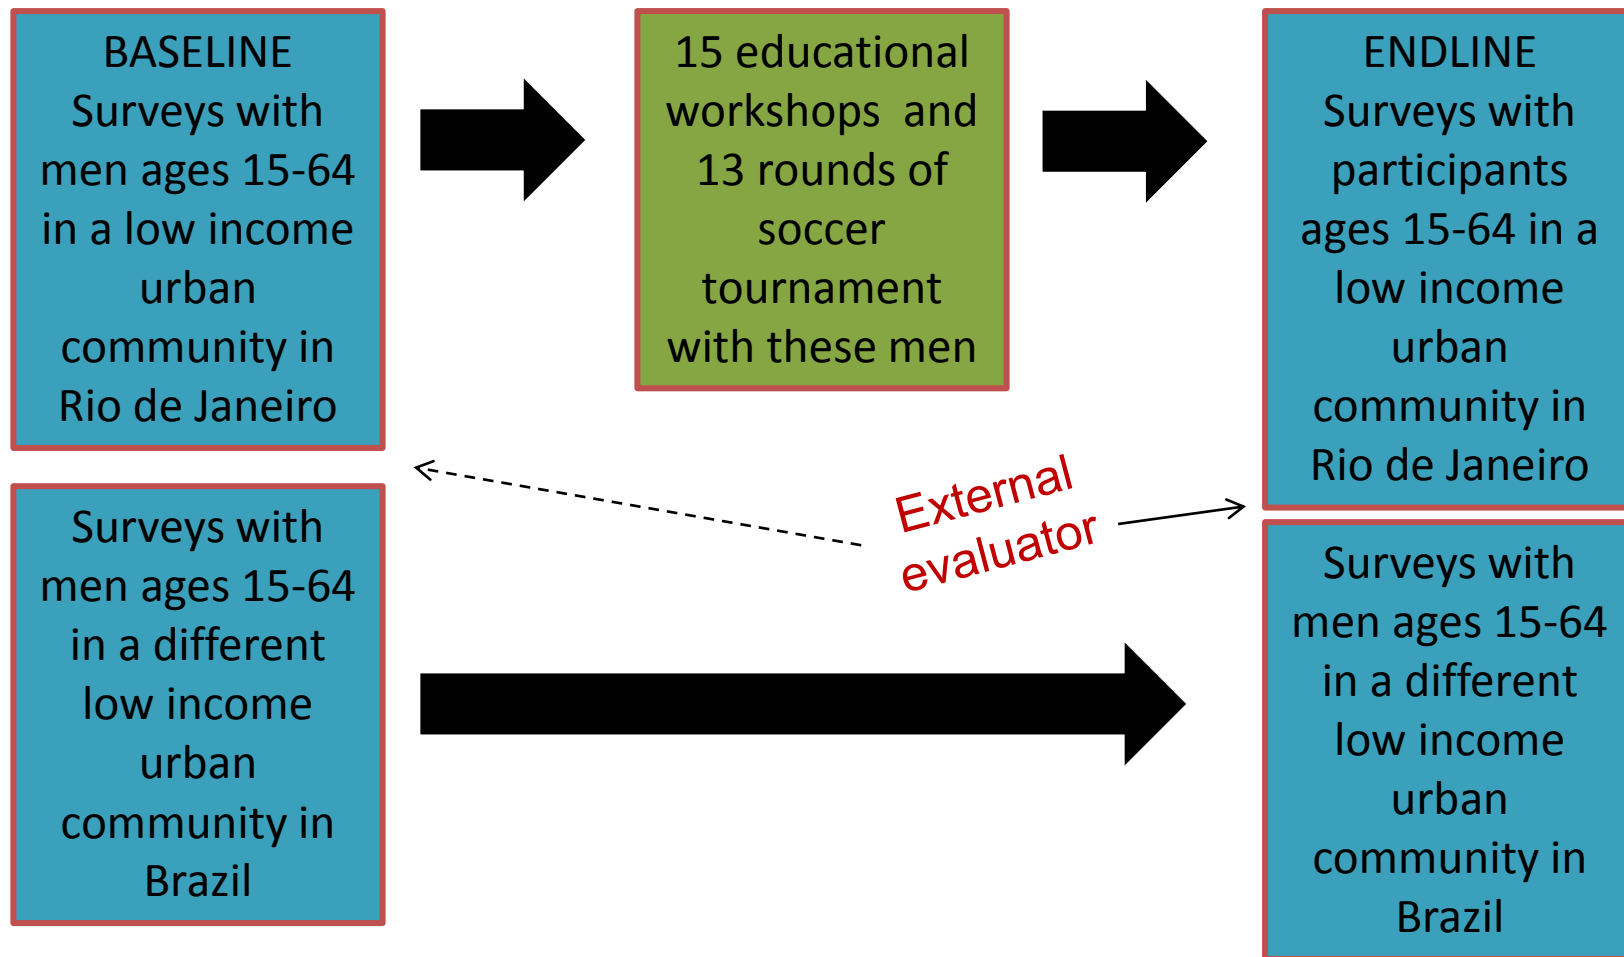 BASELINE
Surveys with
men ages 15-64
in a low income
urban
community in
Rio de Janeiro
15 educational
workshops and
13 rounds of
soccer
tournament
with these men
ENDLINE
Surveys with
participants
ages 15-64 in a
low income
urban
community in
Rio de Janeiro
External
evaluator
Surveys with
men ages 15-64
in a different
low income
urban
community in
Brazil
Surveys with
men ages 15-64
in a different
low income
urban
community in
Brazil